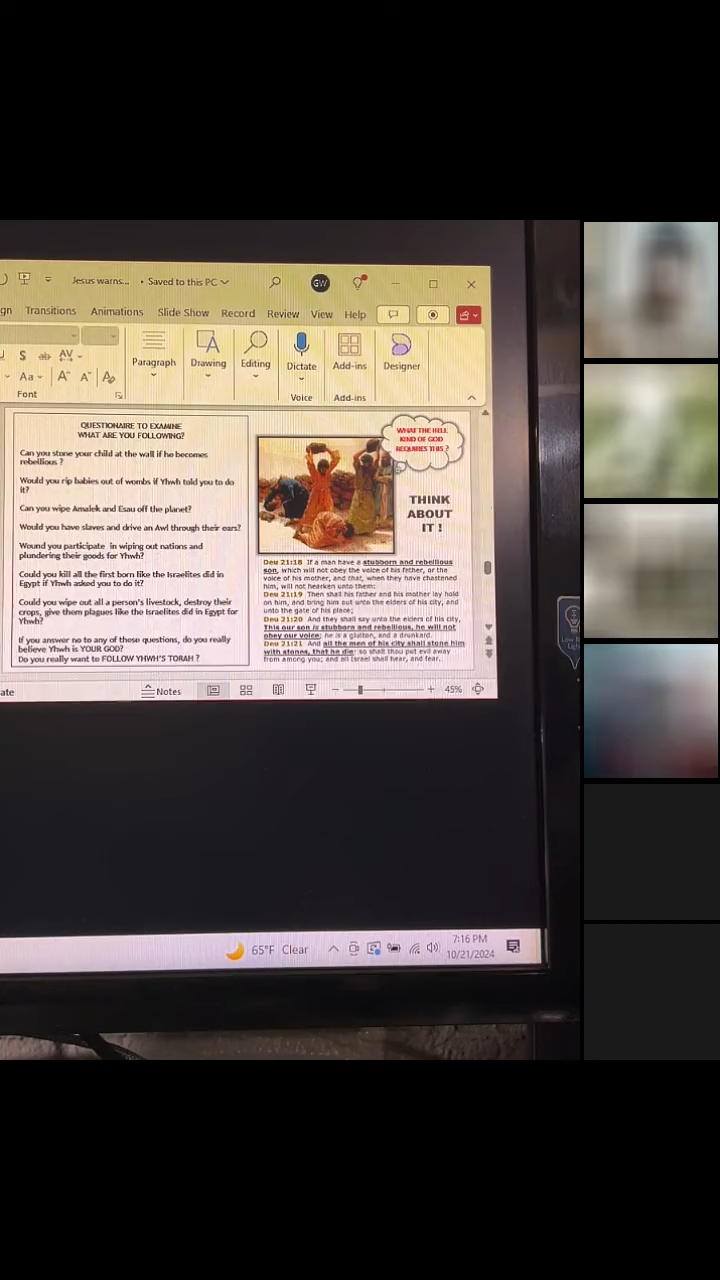 Jesus warns... • Saved to this PC
GW
gn Transitions Animations Slide Show Record Review View Help
S ab AV
Aa A A A
Font
Paragraph
Drawing
Editing
Dictate
Voice
Add-ins
Add-ins
Designer
QUESTIONAIRE TO EXAMINE
WHAT ARE YOU FOLLOWING?
Can you stone your child at the wall if he becomes
rebellious ?
Would you rip babies out of wombs if Yhwh told you to do
it?
Can you wipe Amalek and Esau off the planet?
Would you have slaves and drive an Awl through their ears?
Wound you participate in wiping out nations and
plundering their goods for Yhwh?
Could you kill all the first born like the Israelites did in
Egypt if Yhwh asked you to do it?
Could you wipe out all a person's livestock, destroy their
crops, give them plagues like the Israelites did in Egypt for
Yhwh?
If you answer no to any of these questions, do you really
believe Yhwh is YOUR GOD?
Do you really want to FOLLOW YHWH'S TORAH ?
WHAT THE HELL
KIND OF GOD
REQUIRES THIS ?
THINK
ABOUT
IT !
Deu 21:18 If a man have a stubborn and rebellious
son, which will not obey the voice of his father, or the
voice of his mother, and that, when they have chastened
him, will not hearken unto them:
Deu 21:19 Then shall his father and his mother lay hold
on him, and bring him out unto the elders of his city, and
unto the gate of his place;
Deu 21:20 And they shall say unto the elders of his city,
This our son is stubborn and rebellious, he will not
obey our voice; he is a glutton, and a drunkard.
Deu 21:21 And all the men of his city shall stone him
with stones, that he die: so shalt thou put evil away
from among you; and all Israel shall hear, and fear.
ate
Notes
45%
65°F Clear
7:16 PM
10/21/2024